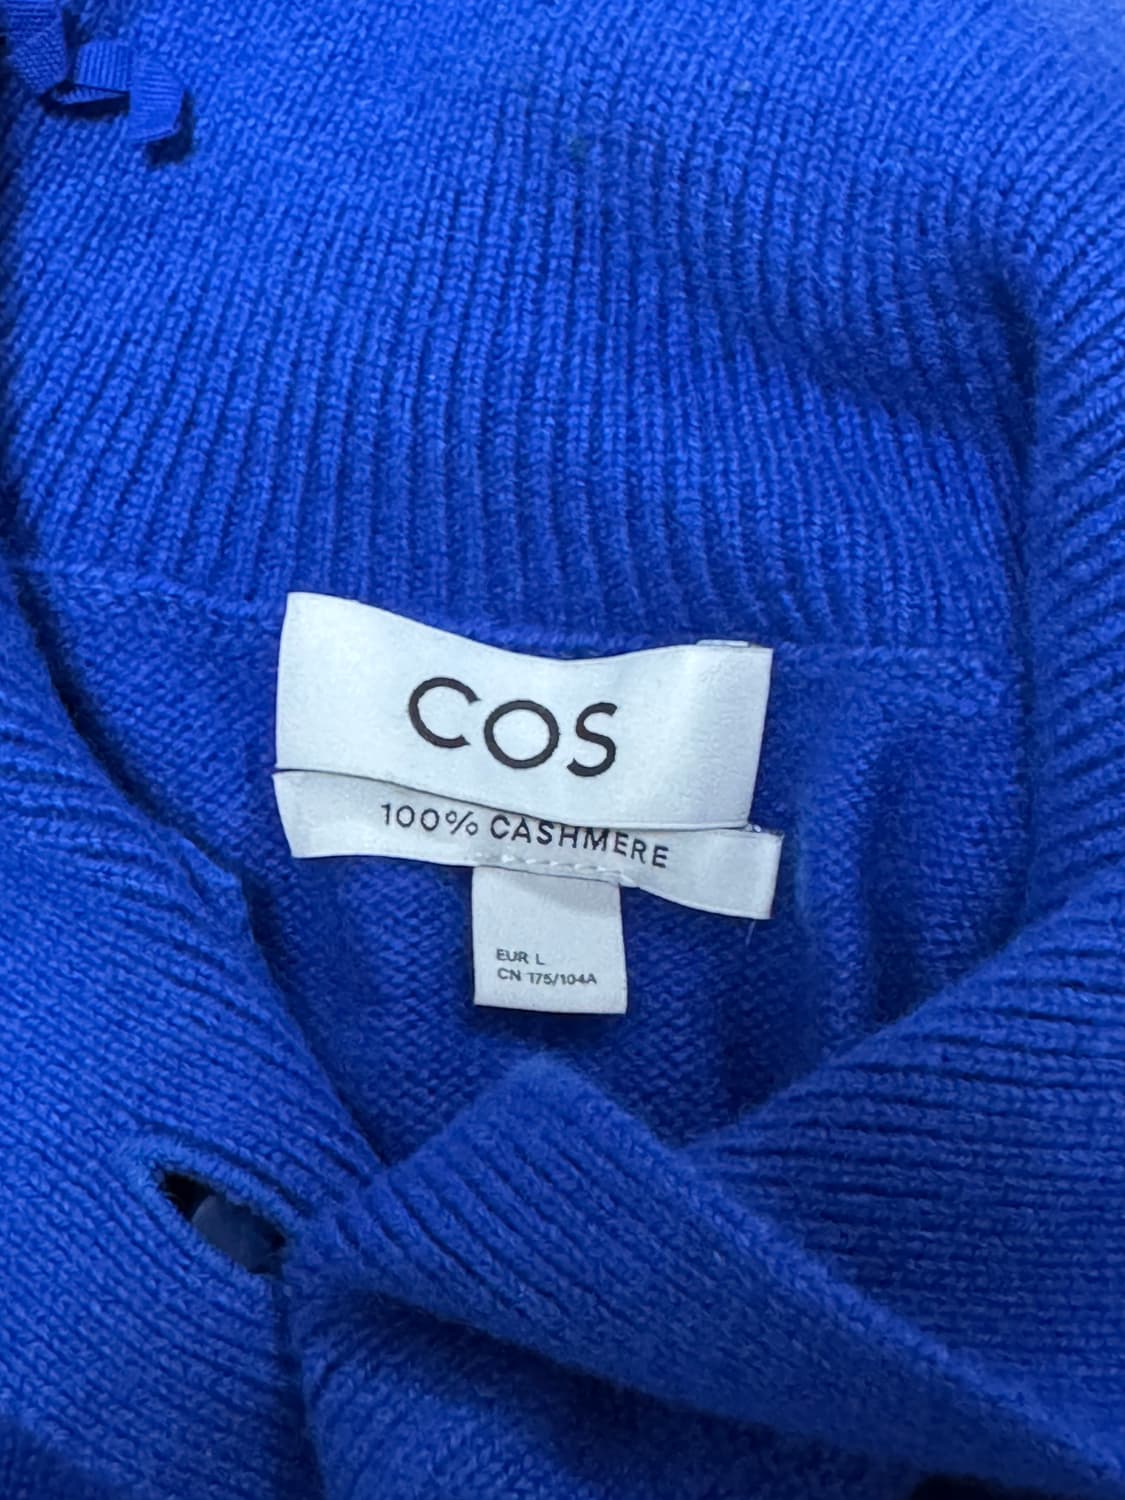 COS
100% CASHMERE
EUR L
CN 175/104A